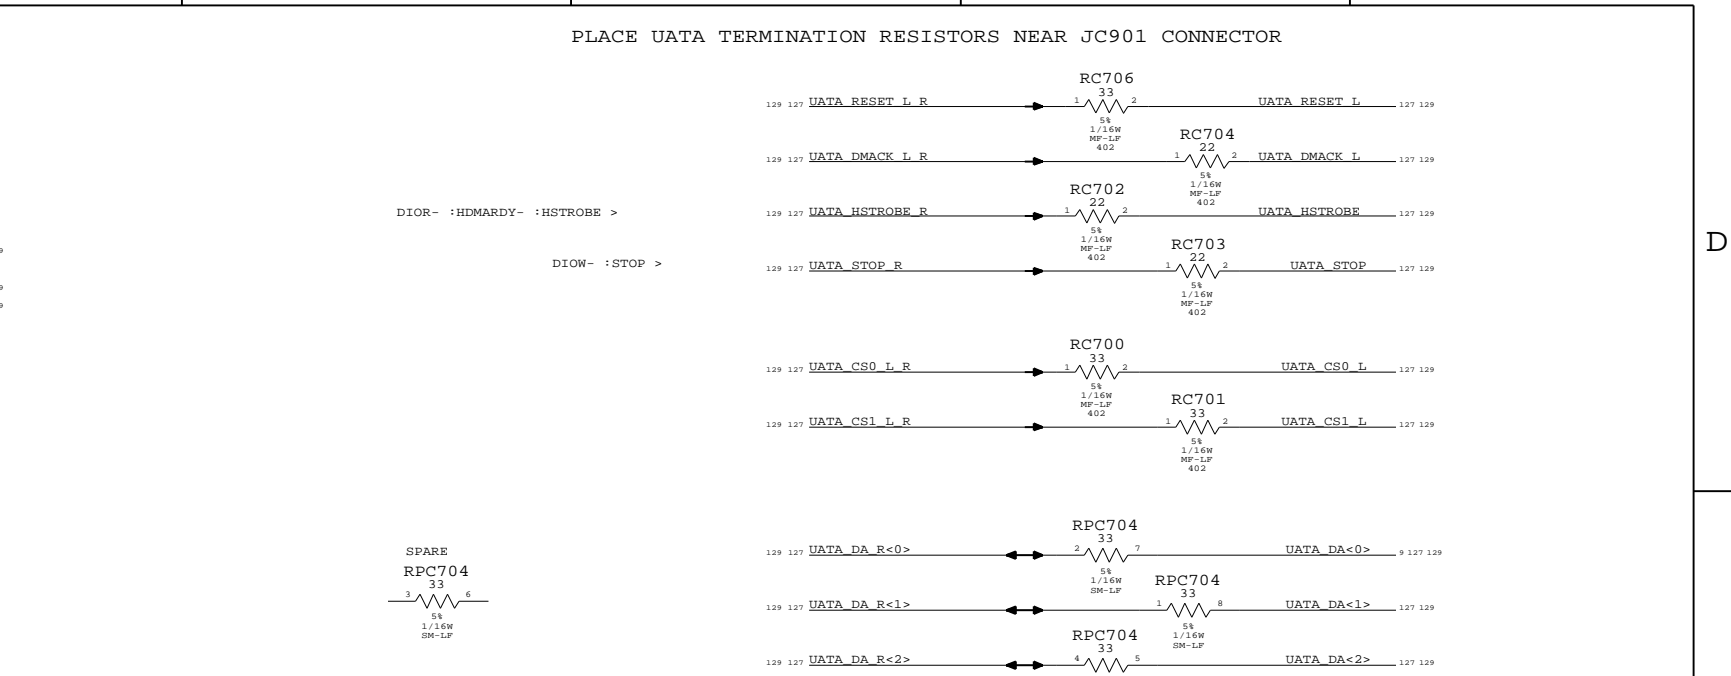 PLACE UATA TERMINATION RESISTORS NEAR JC901 CONNECTOR
RC706
33
129 127 UATA_RESET_L_R 1 2 UATA_RESET_L 127 129
5%
1/16W
MF-LF
402
RC704
22
129 127 UATA_DMACK_L_R 1 2 UATA_DMACK_L 127 129
5%
1/16W
MF-LF
402
RC702
22
DIOR- :HDMARDY- :HSTROBE > 129 127 UATA_HSTROBE_R 1 2 UATA_HSTROBE 127 129
5%
1/16W
MF-LF
402
D
RC703
22
DIOW- :STOP > 129 127 UATA_STOP_R 1 2 UATA_STOP 127 129
5%
1/16W
MF-LF
402
RC700
33
129 127 UATA_CS0_L_R 1 2 UATA_CS0_L 127 129
5%
1/16W
MF-LF
402
RC701
33
129 127 UATA_CS1_L_R 1 2 UATA_CS1_L 127 129
5%
1/16W
MF-LF
402
RPC704
33
129 127 UATA_DA_R<0> 2 7 UATA_DA<0> 9 127 129
5%
1/16W
SM-LF
SPARE
RPC704
33
3 6
5%
1/16W
SM-LF
RPC704
33
129 127 UATA_DA_R<1> 1 8 UATA_DA<1> 127 129
5%
1/16W
SM-LF
RPC704
33
129 127 UATA_DA_R<2> 4 5 UATA_DA<2> 127 129